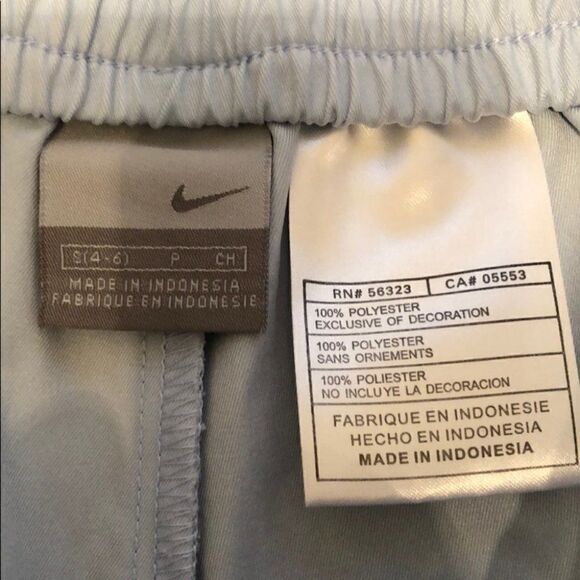 S(4-6) P CH
MADE IN INDONESIA
FABRIQUE EN INDONESIE
RN# 56323 CA# 05553
100% POLYESTER
EXCLUSIVE OF DECORATION
100% POLYESTER
SANS ORNEMENTS
100% POLIESTER
NO INCLUYE LA DECORACION
FABRIQUE EN INDONESIE
HECHO EN INDONESIA
MADE IN INDONESIA